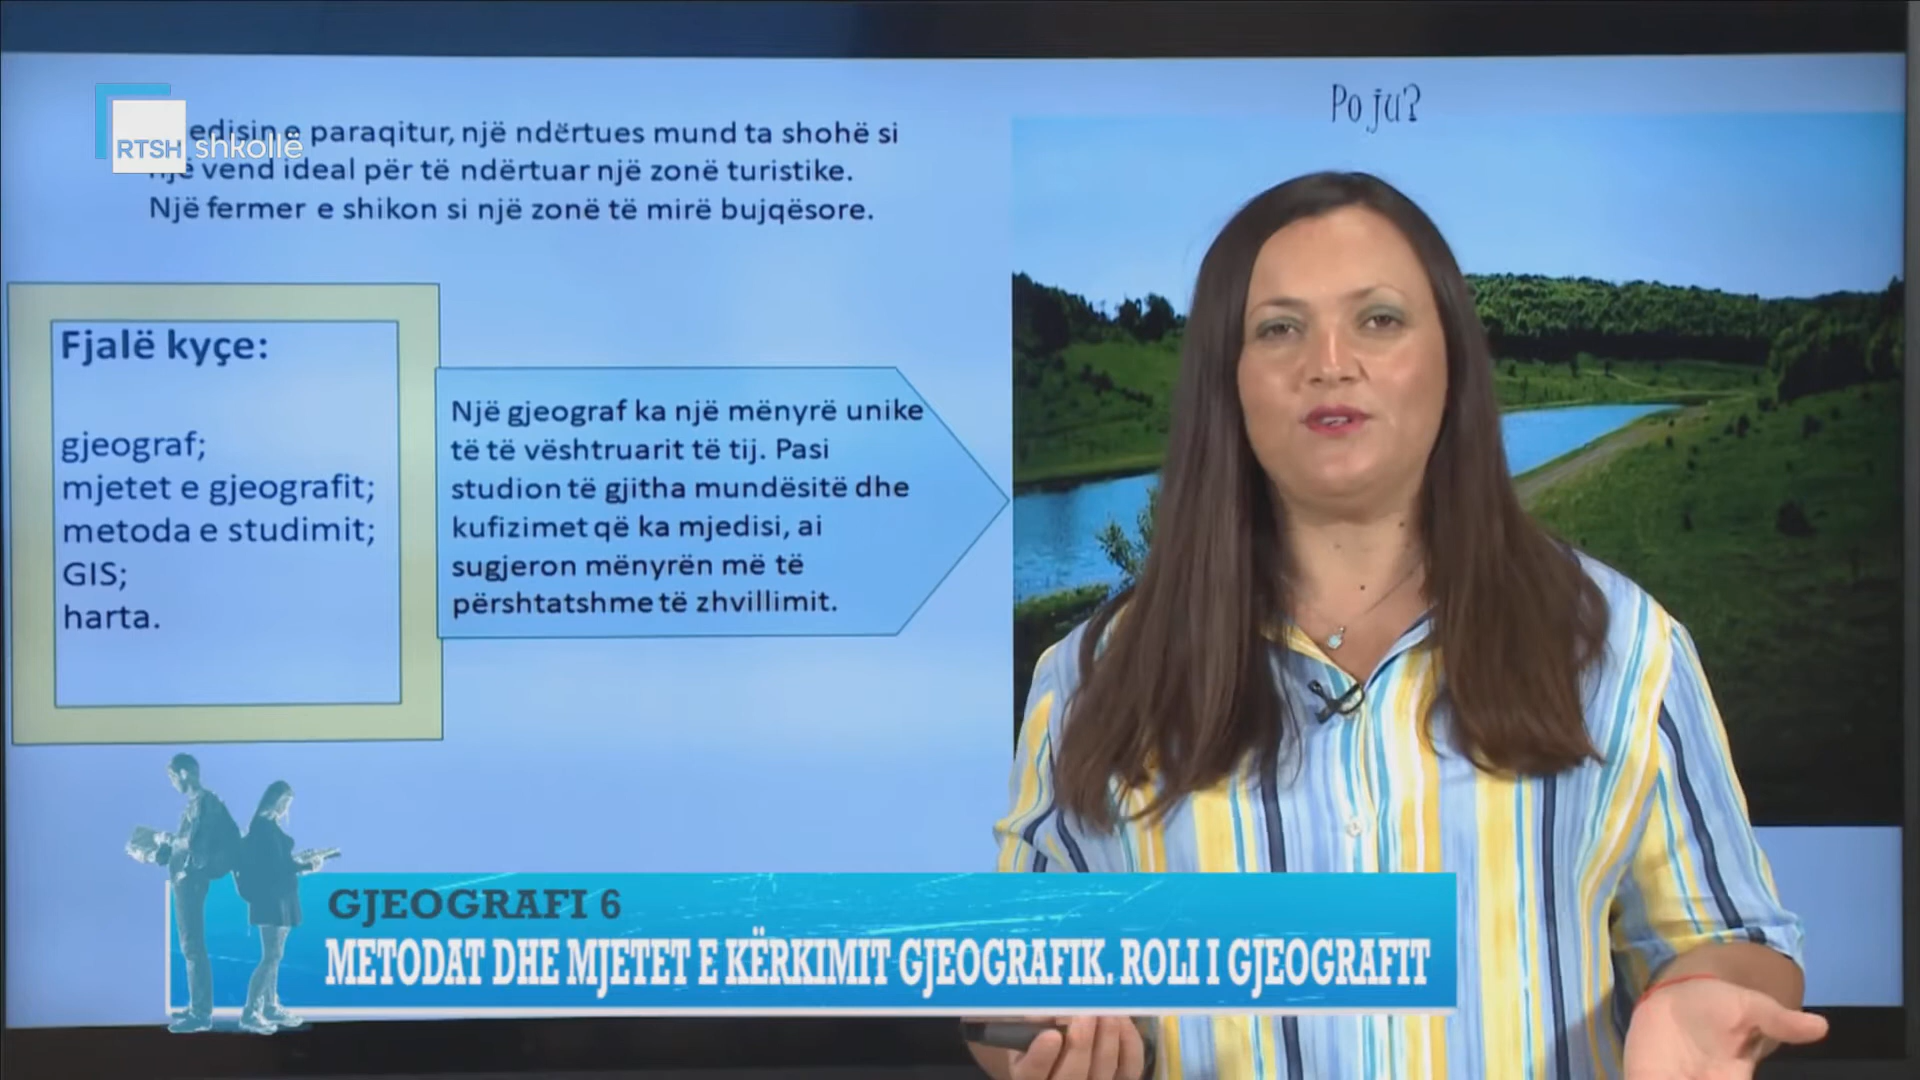 RTSH shkollë
edisin e paraqitur, një ndërtues mund ta shohë si
një vend ideal për të ndërtuar një zonë turistike.
Një fermer e shikon si një zonë të mirë bujqësore.
Po ju?
Fjalë kyçe:
gjeograf;
mjetet e gjeografit;
metoda e studimit;
GIS;
harta.
Një gjeograf ka një mënyrë unike
të të vështruarit të tij. Pasi
studion të gjitha mundësitë dhe
kufizimet që ka mjedisi, ai
sugjeron mënyrën më të
përshtatshme të zhvillimit.
GJEOGRAFI 6
METODAT DHE MJETET E KËRKIMIT GJEOGRAFIK. ROLI I GJEOGRAFIT